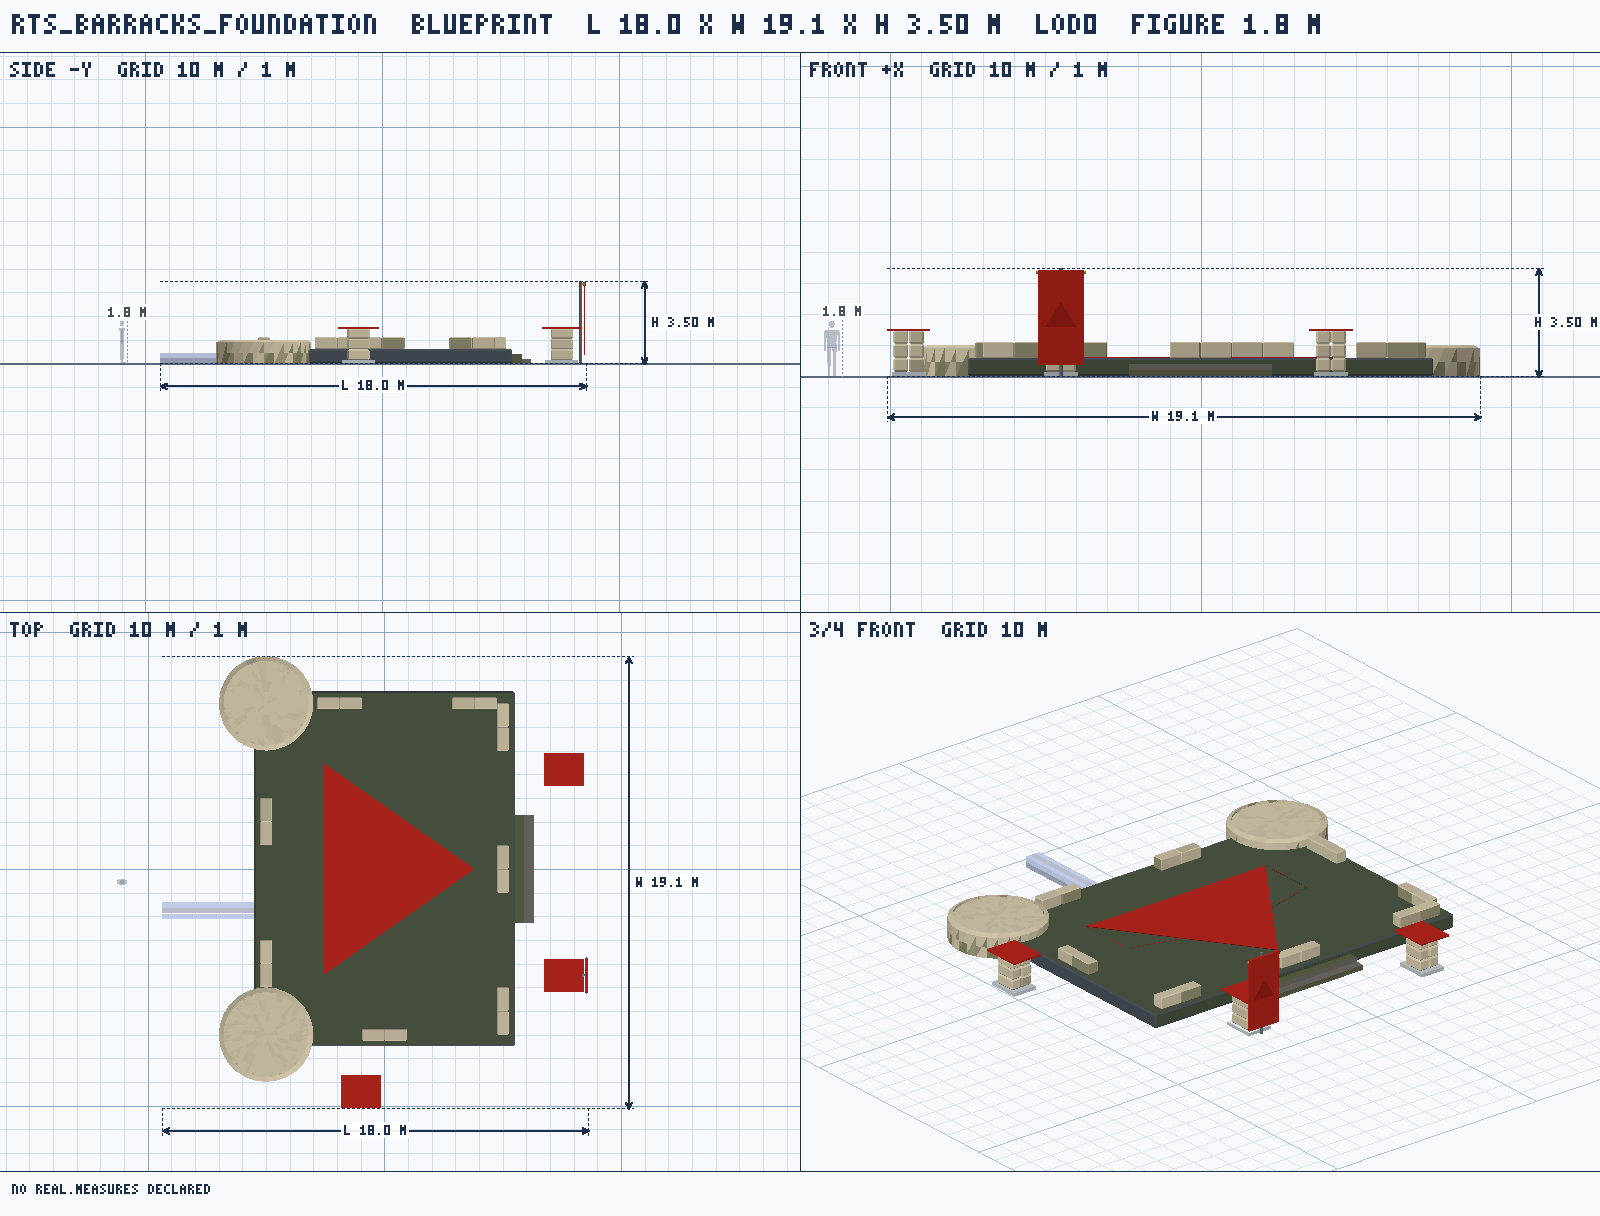 RTS_BARRACKS_FOUNDATION BLUEPRINT L 18.0 X W 19.1 X H 3.50 M LOD0 FIGURE 1.8 M
SIDE -Y GRID 10 M / 1 M
FRONT +X GRID 10 M / 1 M
1.8 M
H 3.50 M
L 18.0 M
1.8 M
H 3.50 M
W 19.1 M
TOP GRID 10 M / 1 M
3/4 FRONT GRID 10 M
W 19.1 M
L 18.0 M
NO REAL.MEASURES DECLARED